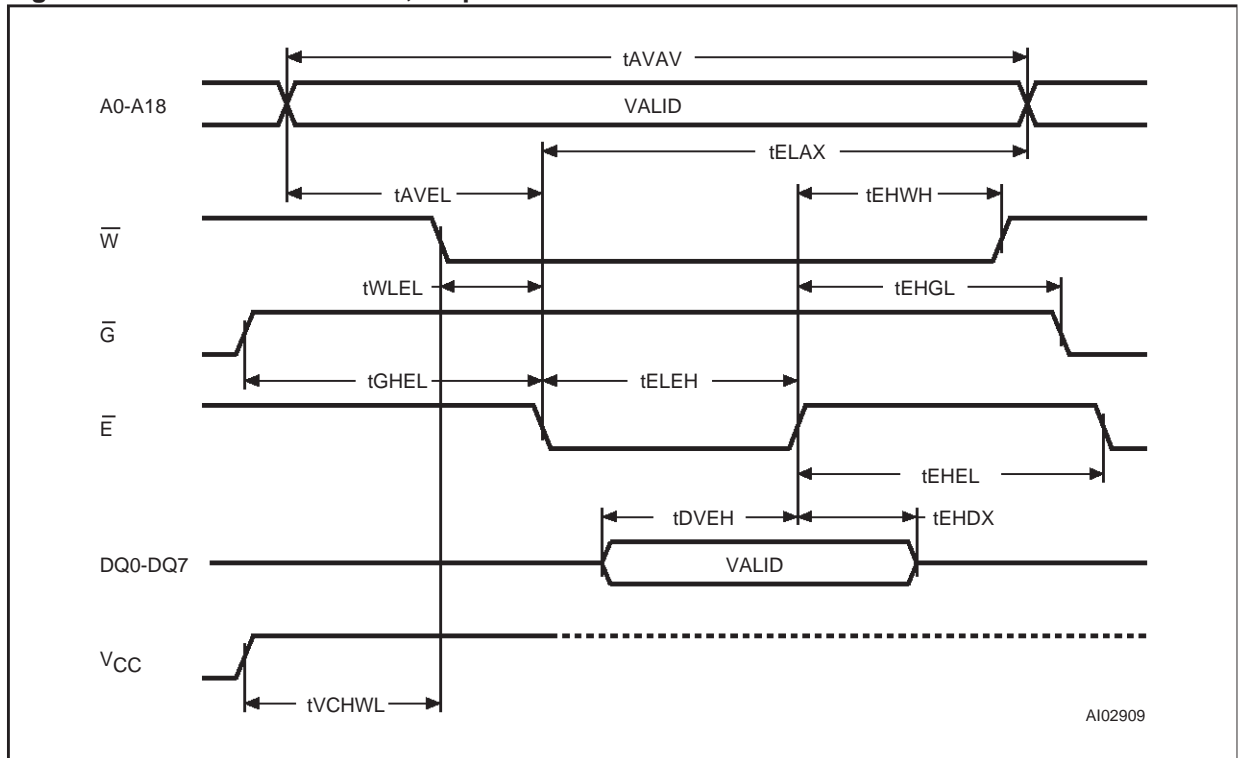 tAVAV
A0-A18
VALID
tELAX
tAVEL
tEHWH
W
tWLEL
tEHGL
G
tGHEL
tELEH
E
tEHEL
tDVEH
tEHDX
DQ0-DQ7
VALID
VCC
tVCHWL
AI02909